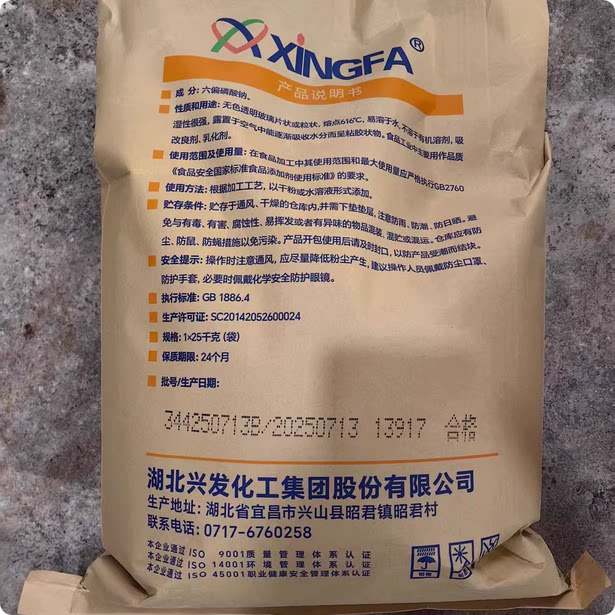 XINGFA®
产品说明书
成 分: 六偏磷酸钠。
性质和用途: 无色透明玻璃片状或粒状, 熔点616℃, 易溶于水, 不溶于有机溶剂, 吸
湿性很强, 露置于空气中能逐渐吸收水分而呈粘胶状物。食品工业中主要用作品质
改良剂、乳化剂。
使用范围及使用量: 在食品加工中其使用范围和最大使用量应严格执行GB2760
《食品安全国家标准食品添加剂使用标准》的要求。
使用方法: 根据加工工艺, 以干粉或水溶液形式添加。
贮存条件: 贮存于通风、干燥的仓库内, 并需下垫垫层, 注意防雨、防潮、防日晒。避
免与有毒、有害、腐蚀性、易挥发或者有异味的物品混装、混贮或混运。仓库应有防
尘、防鼠、防蝇措施以免污染。产品开包使用后请及时封口, 以防产品受潮而结块。
安全提示: 操作时注意通风, 应尽量降低粉尘产生, 建议操作人员佩戴防尘口罩、
防护手套, 必要时佩戴化学安全防护眼镜。
执行标准: GB 1886.4
生产许可证: SC20142052600024
规格: 1×25千克 (袋)
保质期限: 24个月
批号/生产日期:
344250713B/20250713 13917 合格
湖北兴发化工集团股份有限公司
生产地址: 湖北省宜昌市兴山县昭君镇昭君村
联系电话: 0717-6760258
本企业通过 ISO 9001质量管理体系认证
本企业通过 ISO 14001环境管理体系认证
本企业通过 ISO 45001职业健康安全管理体系认证